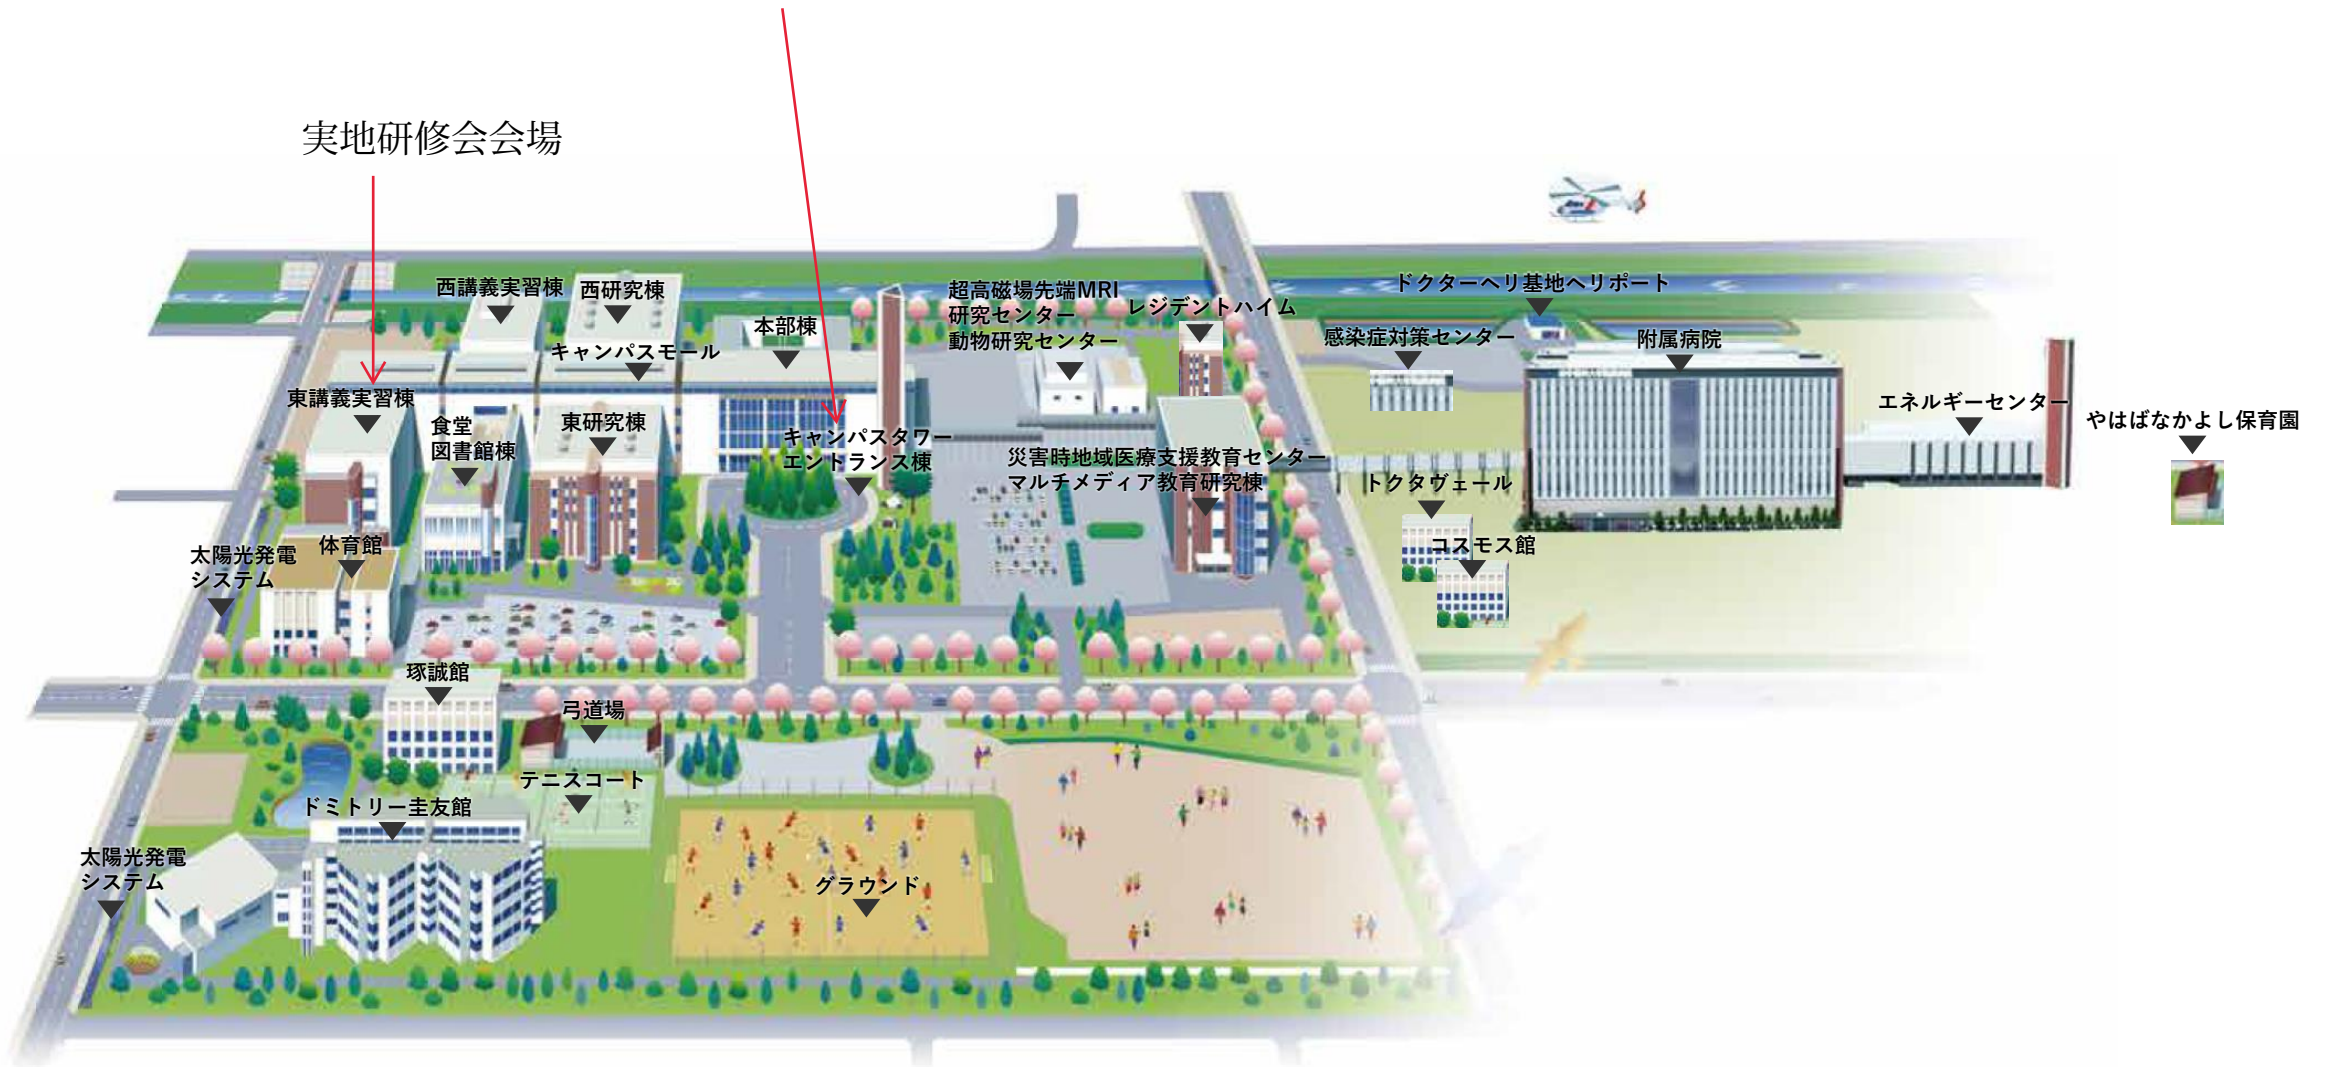 実地研修会会場
西講義実習棟
西研究棟
本部棟
キャンパスモール
超高磁場先端MRI
研究センター
動物研究センター
レジデントハイム
ドクターヘリ基地ヘリポート
感染症対策センター
附属病院
エネルギーセンター
やはばなかよし保育園
東講義実習棟
食堂
図書館棟
東研究棟
キャンパスタワー
エントランス棟
災害時地域医療支援教育センター
マルチメディア教育研究棟
トクタヴェール
コスモス館
太陽光発電
システム
体育館
琢誠館
弓道場
テニスコート
ドミトリー圭友館
太陽光発電
システム
グラウンド